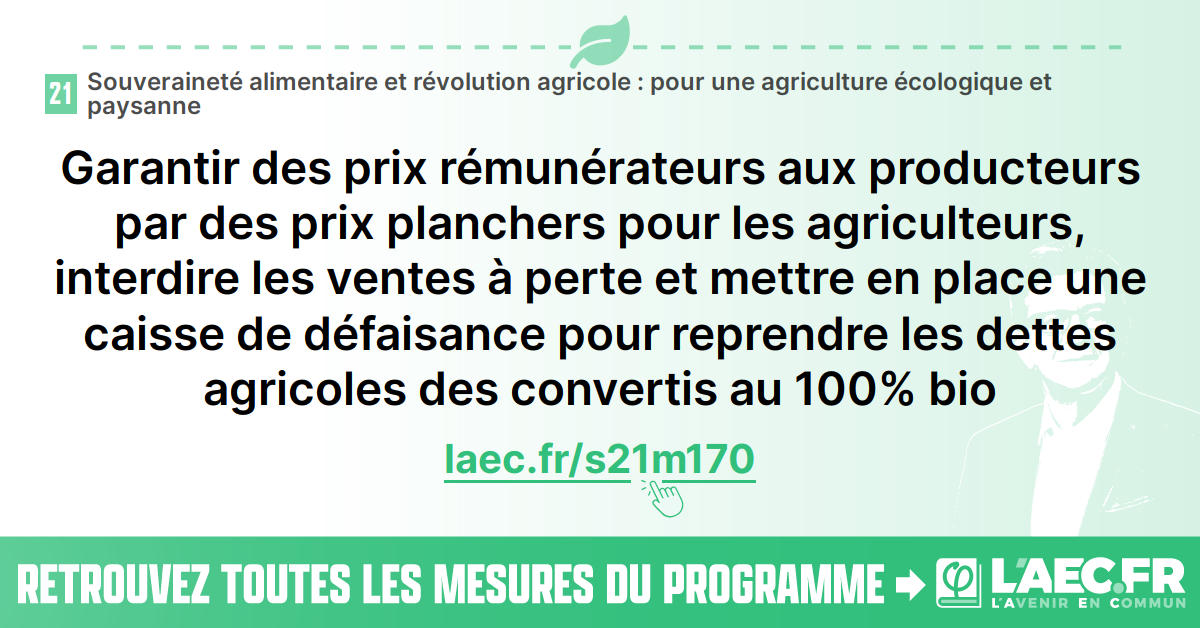 21
Souveraineté alimentaire et révolution agricole : pour une agriculture écologique et
paysanne
Garantir des prix rémunérateurs aux producteurs
par des prix planchers pour les agriculteurs,
interdire les ventes à perte et mettre en place une
caisse de défaisance pour reprendre les dettes
agricoles des convertis au 100% bio
laec.fr/s21m170
RETROUVEZ TOUTES LES MESURES DU PROGRAMME
L'AEC.FR
L'AVENIR EN COMMUN